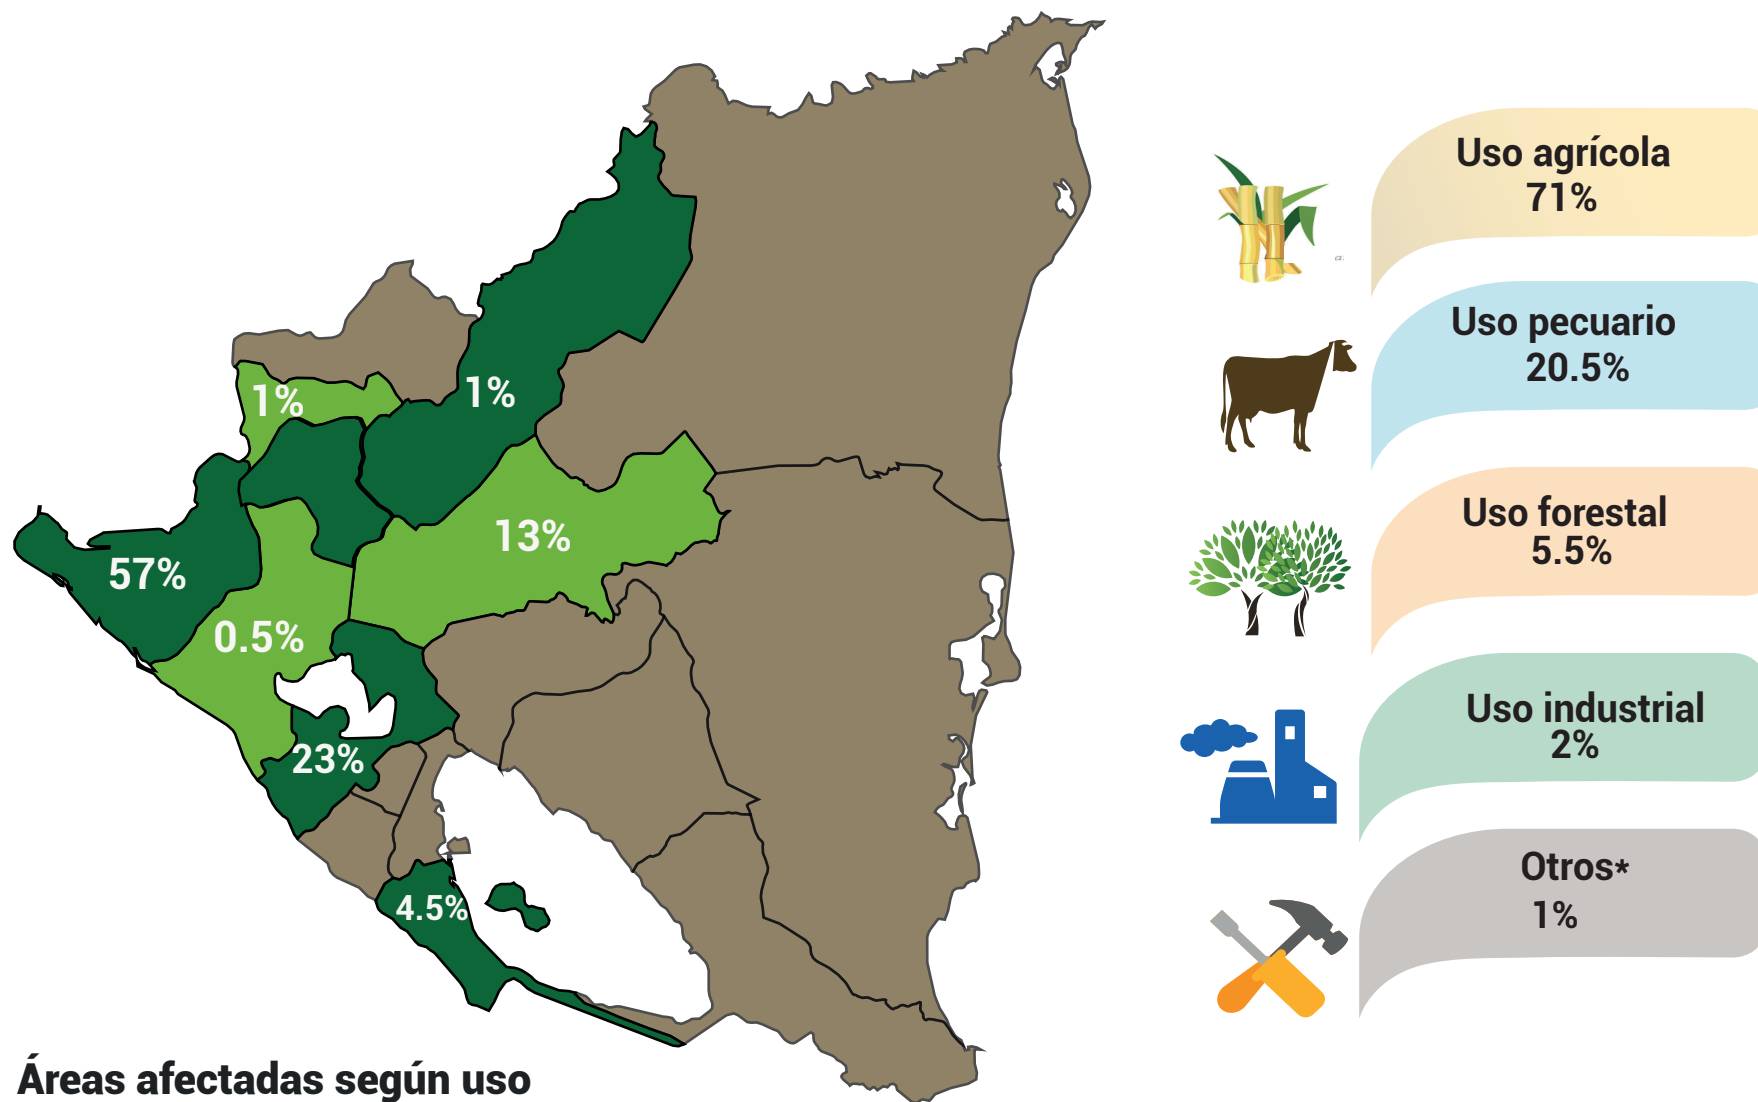 1%
1%
13%
57%
0.5%
23%
4.5%
Áreas afectadas según uso
Uso agrícola
71%
a.
Uso pecuario
20.5%
Uso forestal
5.5%
Uso industrial
2%
Otros*
1%